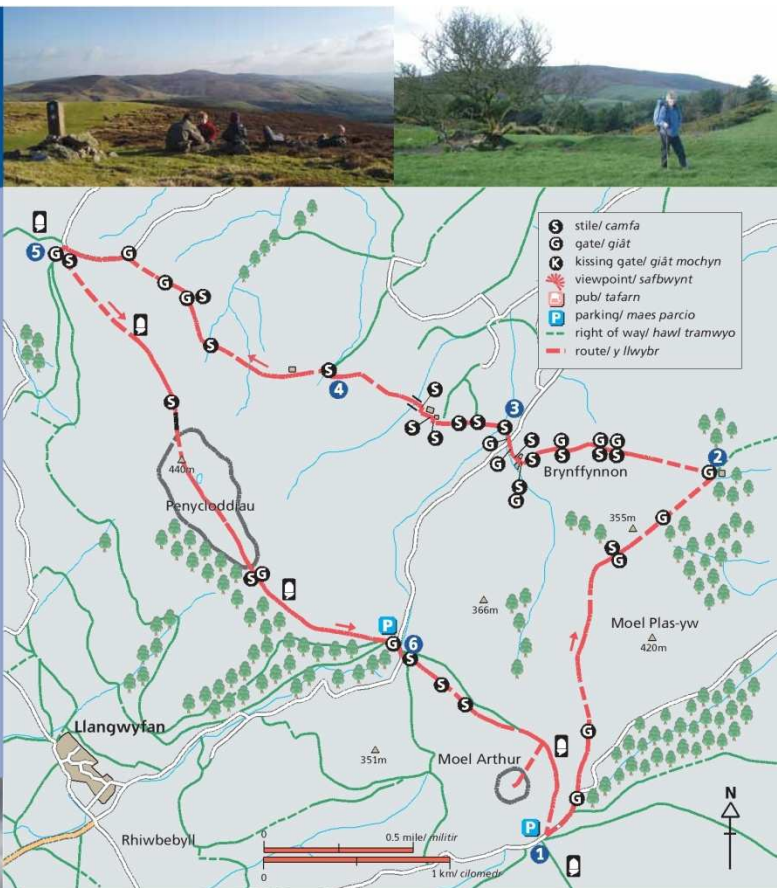 S stile/ camfa
G gate/ giât
K kissing gate/ giât mochyn
viewpoint/ safbwynt
pub/ tafarn
P parking/ maes parcio
right of way/ hawl tramwyo
route/ y llwybr
5
G
S
G
G
G
S
S
S
4
S
S
S
S
S
S
3
S
G
G
S
S
G
S
G
S
G
S
G
S
2
G
Brynffynnon
S
440m
Penycloddiau
355m
G
S
G
S
G
366m
Moel Plas-yw
420m
P
G
6
S
S
S
Llangwyfan
351m
Moel Arthur
G
G
Rhiwbebyll
0
0.5 mile/ militir
0
1 km/ cilomedr
P
1
N